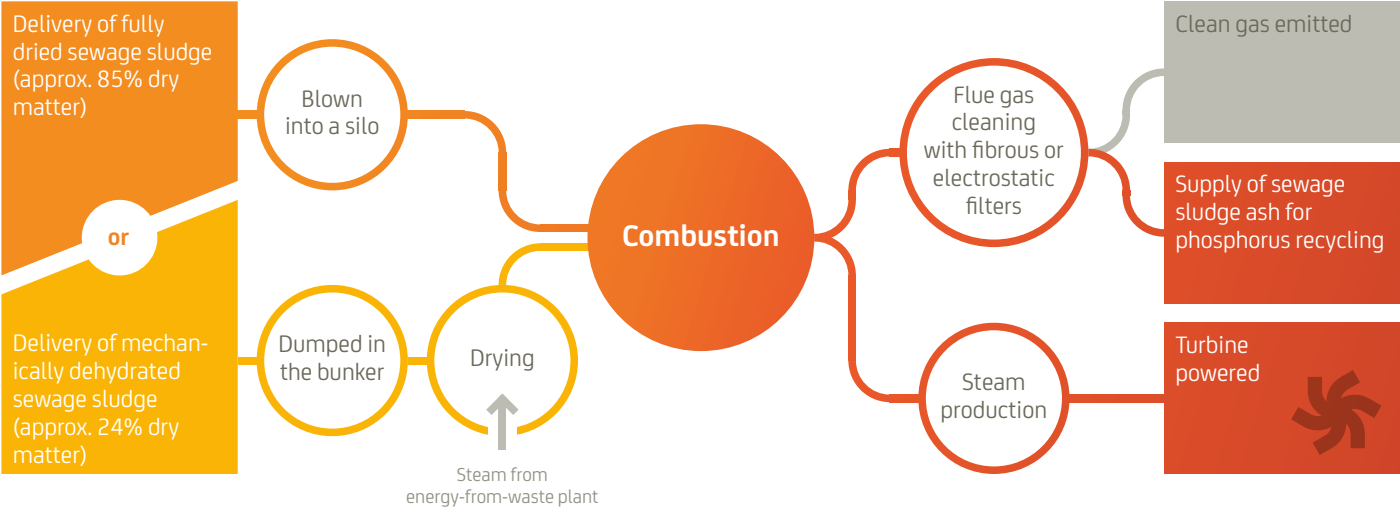 Delivery of fully
dried sewage sludge
(approx. 85% dry
matter)
or
Delivery of mechan-
ically dehydrated
sewage sludge
(approx. 24% dry
matter)
Blown
into a silo
Dumped in
the bunker
Drying
Steam from
energy-from-waste plant
Combustion
Flue gas
cleaning
with fibrous or
electrostatic
filters
Steam
production
Clean gas emitted
Supply of sewage
sludge ash for
phosphorus recycling
Turbine
powered